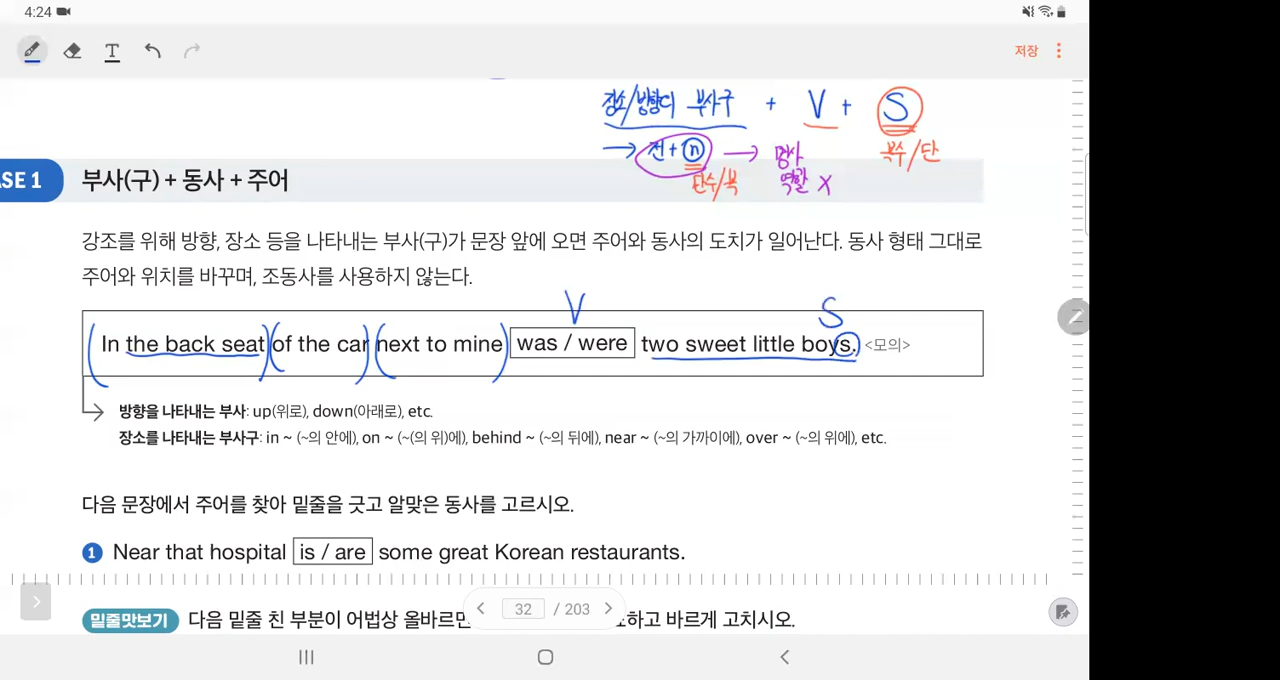 4:24
T
저장
장소/방향의 부사구 + V + S
→ 전+n → 명사 복수/단
단수/복 역할 X
ASE 1 부사(구) + 동사 + 주어
강조를 위해 방향, 장소 등을 나타내는 부사(구)가 문장 앞에 오면 주어와 동사의 도치가 일어난다. 동사 형태 그대로
주어와 위치를 바꾸며, 조동사를 사용하지 않는다.
V S
(In the back seat)(of the car)(next to mine) was / were two sweet little boys. <모의>
방향을 나타내는 부사: up(위로), down(아래로), etc.
장소를 나타내는 부사구: in ~ (~의 안에), on ~ (~(의 위)에), behind ~ (~의 뒤에), near ~ (~의 가까이에), over ~ (~의 위에), etc.
다음 문장에서 주어를 찾아 밑줄을 긋고 알맞은 동사를 고르시오.
1 Near that hospital is / are some great Korean restaurants.
32 / 203
밑줄맛보기 다음 밑줄 친 부분이 어법상 올바르면 하고 바르게 고치시오.